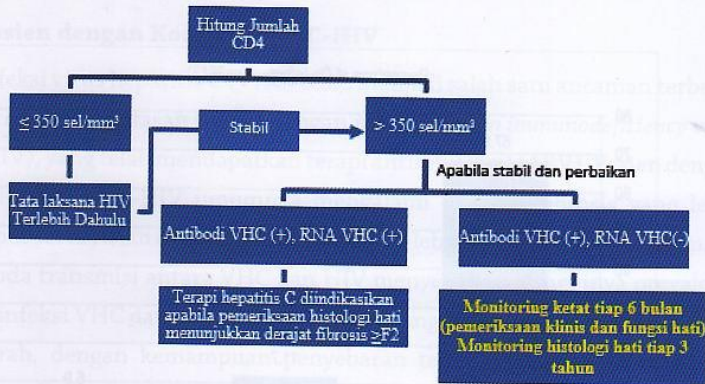 Hitung Jumlah
CD4
≤ 350 sel/mm³
Stabil
> 350 sel/mm³
Apabila stabil dan perbaikan
Tata laksana HIV
Terlebih Dahulu
Antibodi VHC (+), RNA VHC (+)
Antibodi VHC (+), RNA VHC(-)
Terapi hepatitis C diindikasikan
apabila pemeriksaan histologi hati
menunjukkan derajat fibrosis ≥F2
Monitoring ketat tiap 6 bulan
(pemeriksaan klinis dan fungsi hati)
Monitoring histologi hati tiap 3
tahun